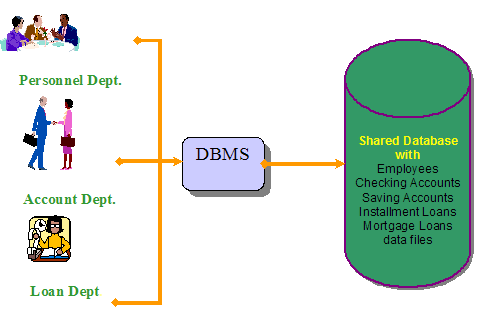 Personnel Dept.
Account Dept.
Loan Dept
DBMS
Shared Database
with
Employees
Checking Accounts
Saving Accounts
Installment Loans
Mortgage Loans
data files